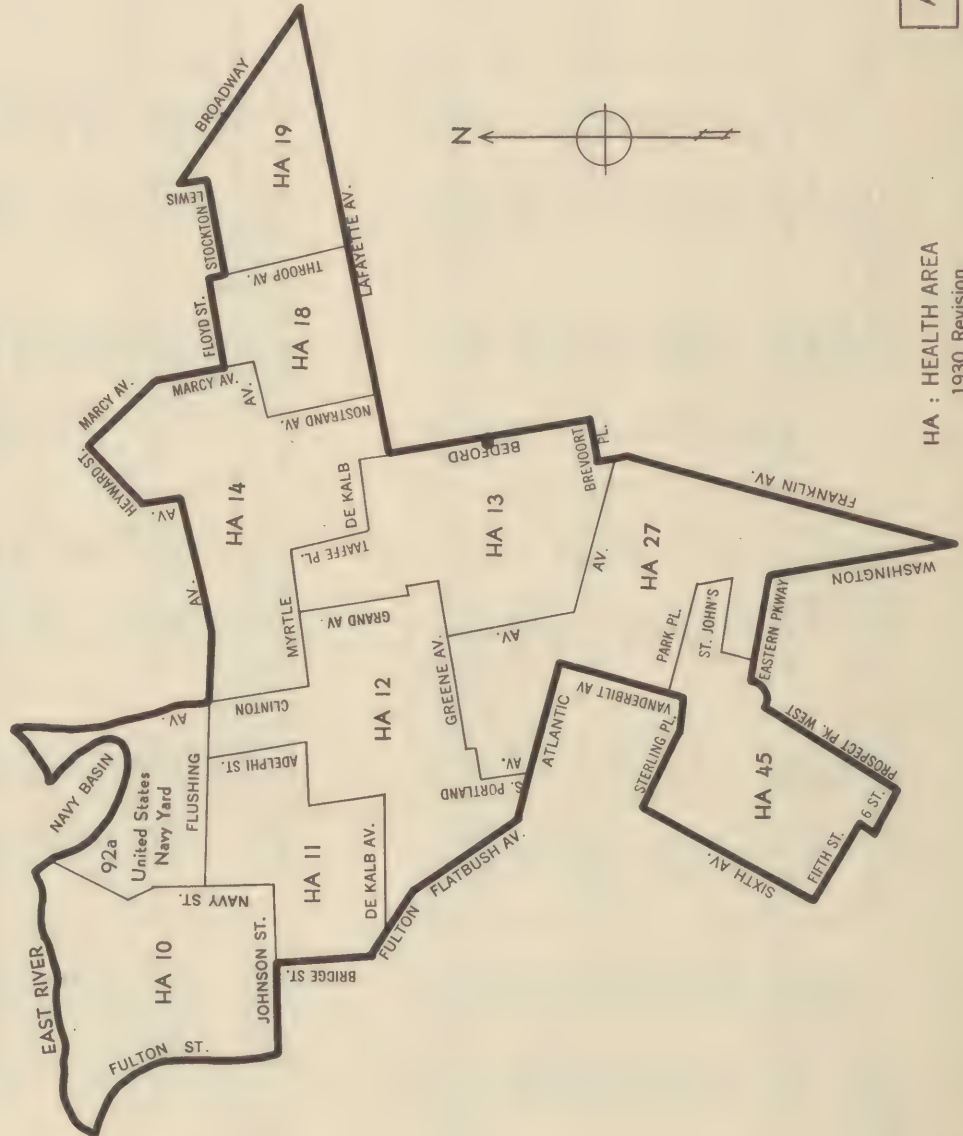 EAST RIVER
FULTON ST.
HA 10
JOHNSON ST.
NAVY ST.
NAVY BASIN
92a
United States
Navy Yard
FLUSHING
AV.
BRIDGE ST.
HA 11
ADELPHI ST.
DE KALB AV.
FULTON
FLATBUSH AV.
CLINTON
HA 12
MYRTLE
GRAND AV.
GREENE AV.
S. PORTLAND
AV.
ATLANTIC
AV.
HEYWARD ST.
MARCY AV.
MARCY AV.
AV.
AV.
HA 14
TAAFFE PL.
DE KALB
NOSTRAND AV.
FLOYD ST.
HA 18
THROOP AV.
STOCKTON
LEWIS
BROADWAY
HA 19
LAFAYETTE AV.
BEDFORD
HA 13
BREVOORT
PL.
AV.
AV.
HA 27
FRANKLIN AV.
WASHINGTON
PARK PL.
ST. JOHN'S
EASTERN PKWAY
VANDERBILT AV
STERLING PL.
HA 45
SIXTH AV.
FIFTH ST.
6 ST.
PROSPECT PK. WEST
N
HA : HEALTH AREA
1930 Revision
A